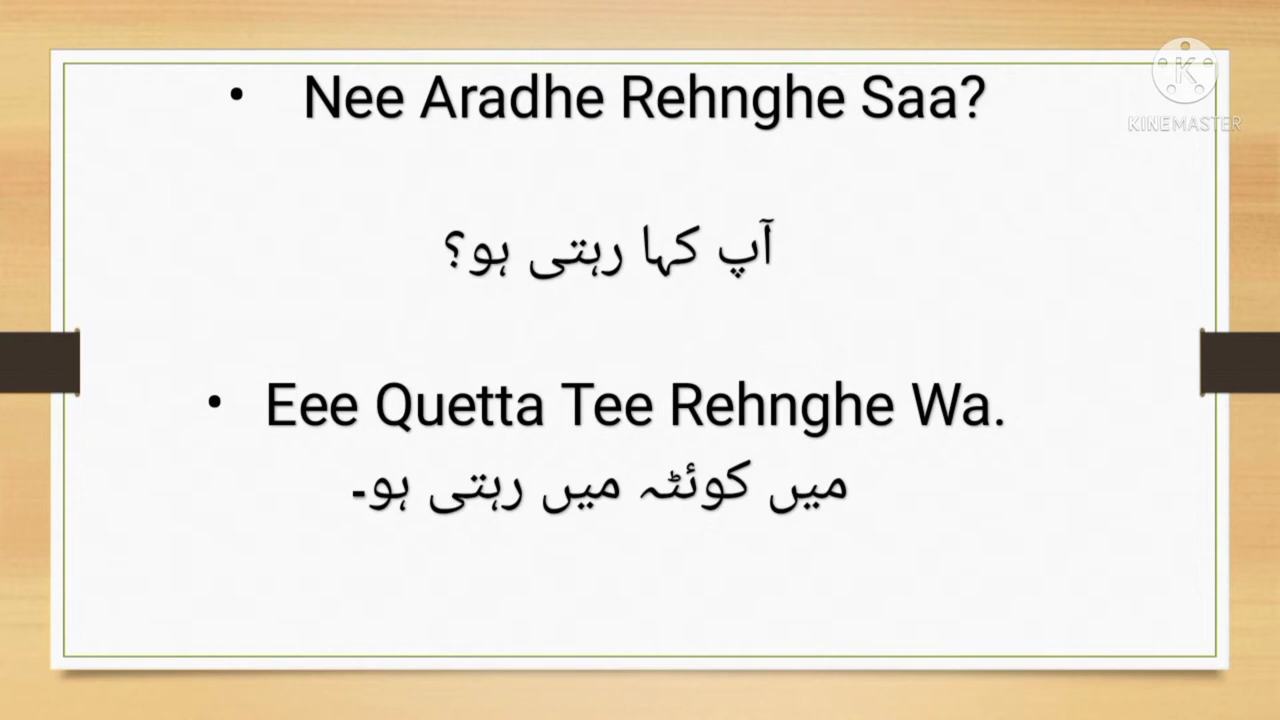 • Nee Aradhe Rehnghe Saa?
آپ کہا رہتی ہو؟
• Eee Quetta Tee Rehnghe Wa.
میں کوئٹہ میں رہتی ہو۔
K
KINEMASTER